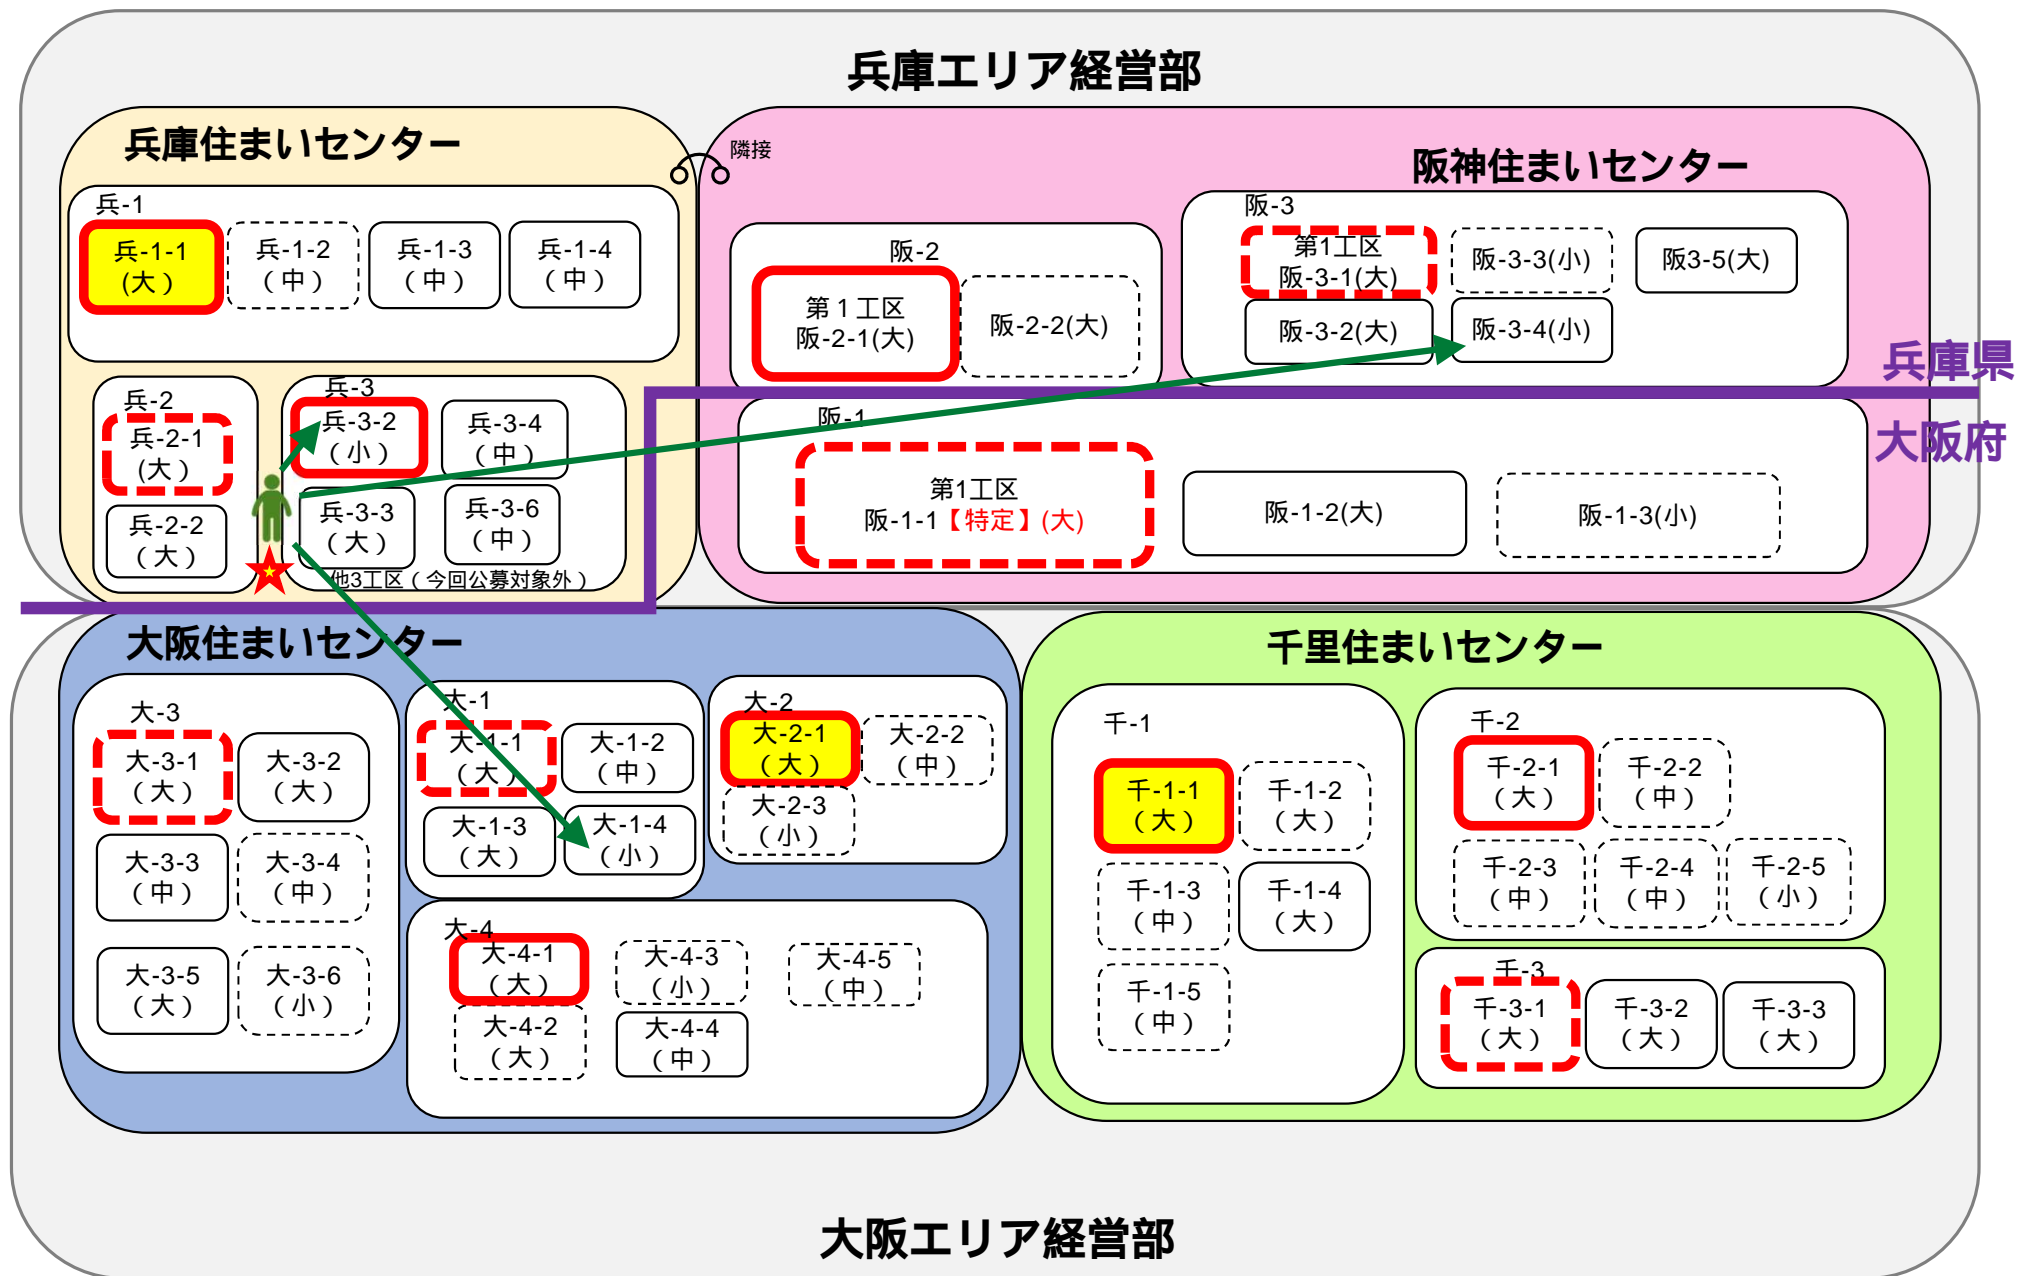 兵庫エリア経営部
兵庫住まいセンター
隣接
阪神住まいセンター
兵-1
兵-1-1
(大)
兵-1-2
(中)
兵-1-3
(中)
兵-1-4
(中)
兵-2
兵-2-1
(大)
兵-2-2
(大)
兵-3
兵-3-2
(小)
兵-3-4
(中)
兵-3-3
(大)
兵-3-6
(中)
他3工区(今回公募対象外)
阪-2
第1工区
阪-2-1(大)
阪-2-2(大)
阪-3
第1工区
阪-3-1(大)
阪-3-3(小)
阪3-5(大)
阪-3-2(大)
阪-3-4(小)
兵庫県
大阪府
阪-1
第1工区
阪-1-1【特定】(大)
阪-1-2(大)
阪-1-3(小)
大阪住まいセンター
大-3
大-3-1
(大)
大-3-2
(大)
大-3-3
(中)
大-3-4
(中)
大-3-5
(大)
大-3-6
(小)
大-1
大-1-1
(大)
大-1-2
(中)
大-1-3
(大)
大-1-4
(小)
大-2
大-2-1
(大)
大-2-2
(中)
大-2-3
(小)
大-4
大-4-1
(大)
大-4-3
(小)
大-4-5
(中)
大-4-2
(大)
大-4-4
(中)
千里住まいセンター
千-1
千-1-1
(大)
千-1-2
(大)
千-1-3
(中)
千-1-4
(大)
千-1-5
(中)
千-2
千-2-1
(大)
千-2-2
(中)
千-2-3
(中)
千-2-4
(中)
千-2-5
(小)
千-3
千-3-1
(大)
千-3-2
(大)
千-3-3
(大)
大阪エリア経営部